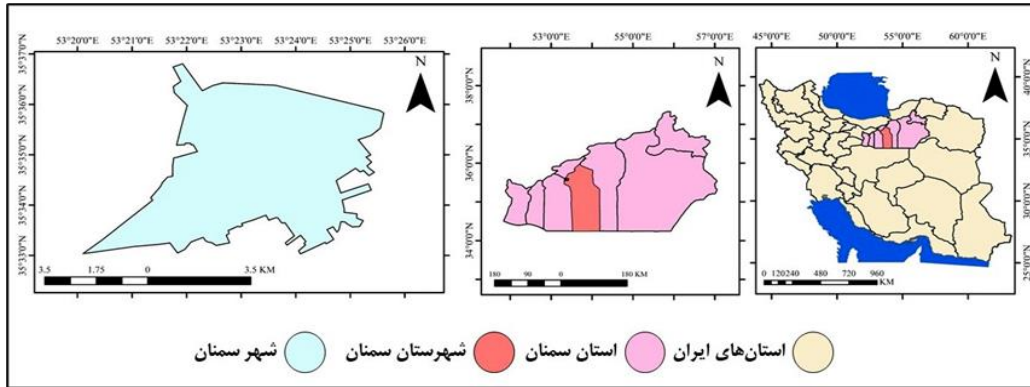 53°20'0"E 53°21'0"E 53°22'0"E 53°23'0"E 53°24'0"E 53°25'0"E 53°26'0"E
35°37'0"N
35°36'0"N
35°35'0"N
35°34'0"N
35°33'0"N
N
3.5 1.75 0 3.5 KM
53°0'0"E 55°0'0"E 57°0'0"E
38°0'0"N
36°0'0"N
34°0'0"N
N
180 90 0 180 KM
45°0'0"E 50°0'0"E 55°0'0"E 60°0'0"E
40°0'0"N
35°0'0"N
30°0'0"N
25°0'0"N
N
0 120 240 480 720 960
KM
استان‌های ایران
استان سمنان
شهرستان سمنان
شهر سمنان